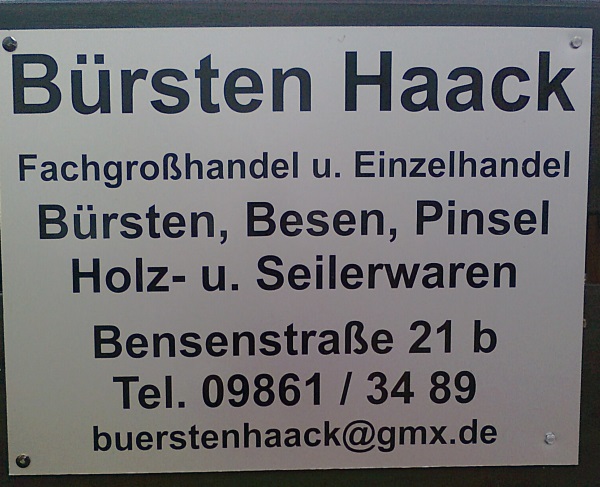 Bürsten Haack
Fachgroßhandel u. Einzelhandel
Bürsten, Besen, Pinsel
Holz- u. Seilerwaren
Bensenstraße 21 b
Tel. 09861 / 34 89
buerstenhaack@gmx.de